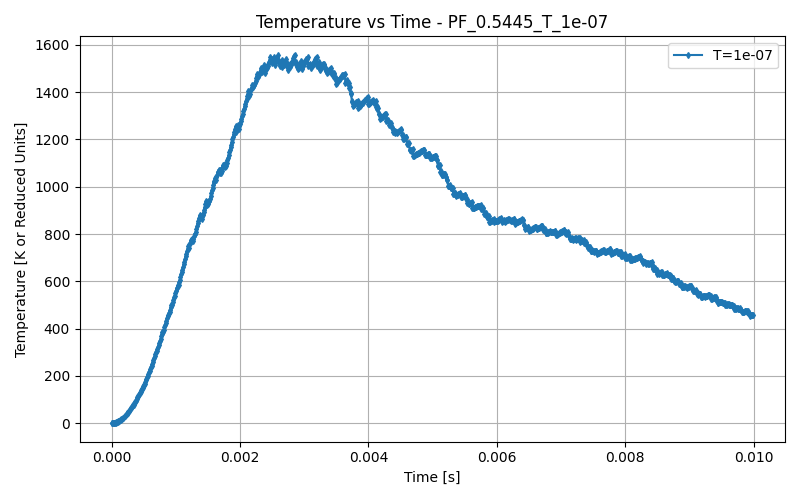 Temperature vs Time - PF_0.5445_T_1e-07
T=1e-07
Temperature [K or Reduced Units]
1600
1400
1200
1000
800
600
400
200
0
0.000 0.002 0.004 0.006 0.008 0.010
Time [s]